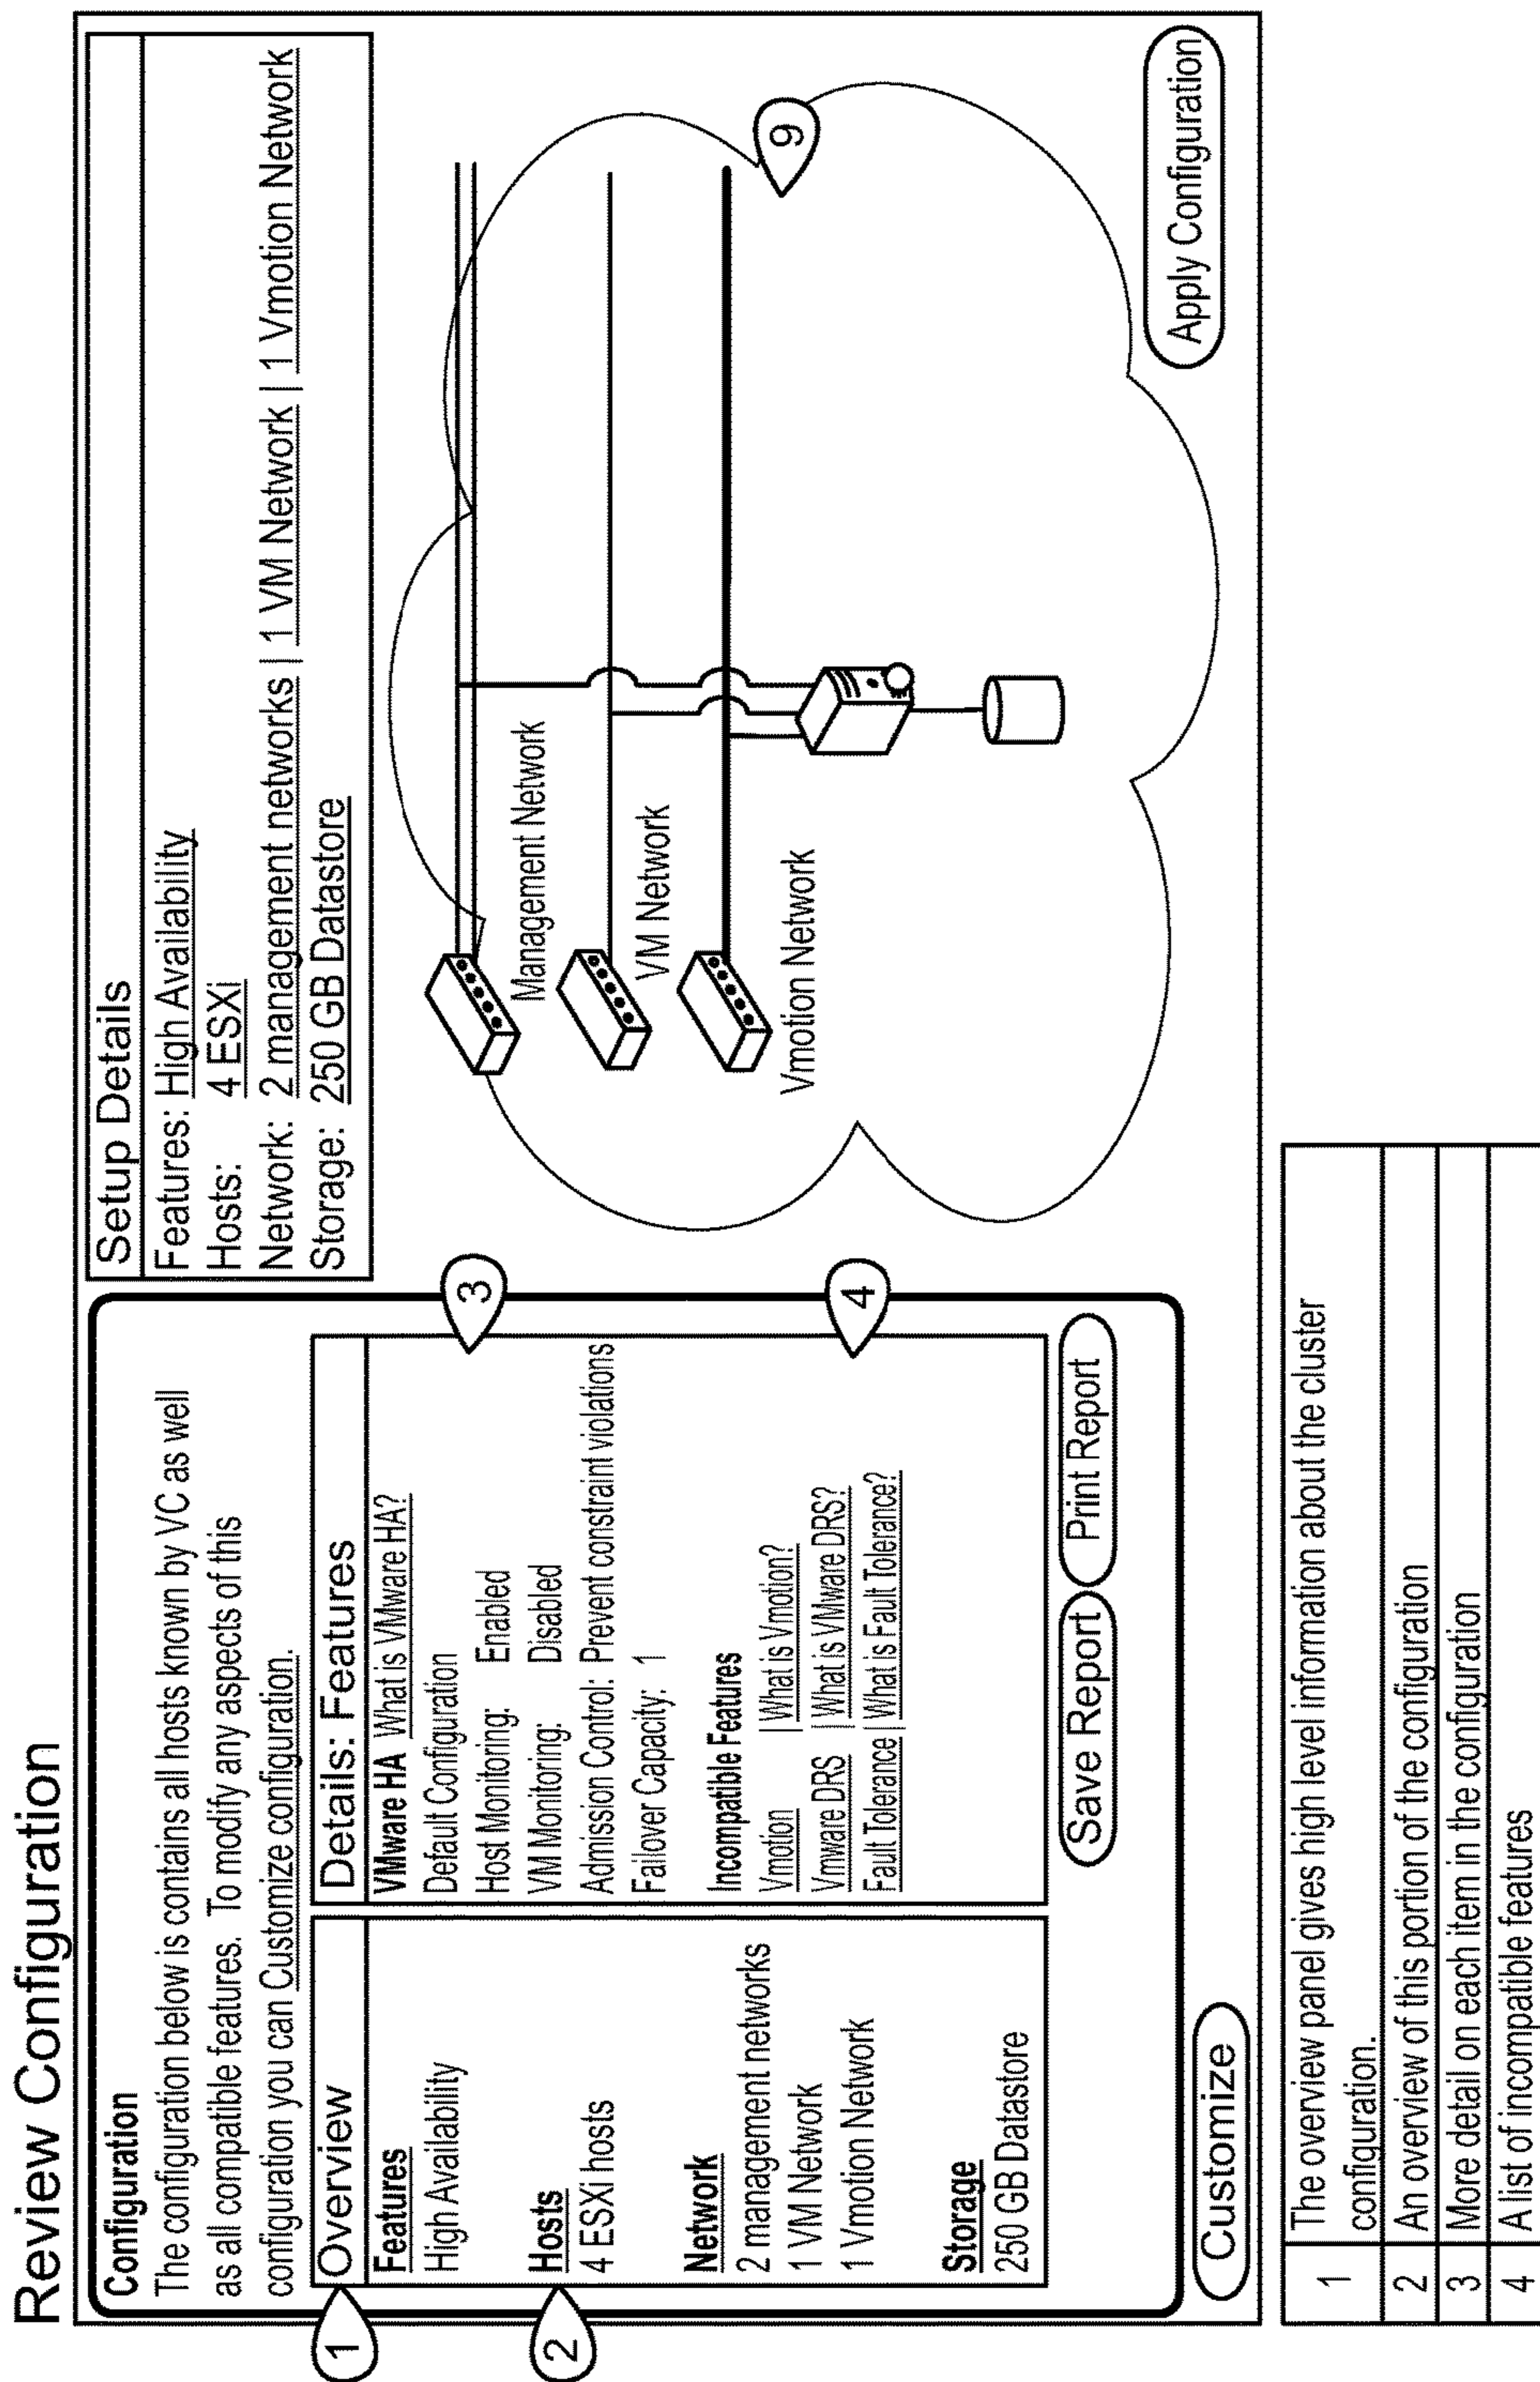 Review Configuration
Configuration
The configuration below is contains all hosts known by VC as well
as all compatible features. To modify any aspects of this
configuration you can Customize configuration.
1
Overview
Features
High Availability
2
Hosts
4 ESXi hosts
Network
2 management networks
1 VM Network
1 Vmotion Network
Storage
250 GB Datastore
Details: Features
VMware HA What is VMware HA?
Default Configuration
Host Monitoring: Enabled
VM Monitoring: Disabled
Admission Control: Prevent constraint violations
Failover Capacity: 1
Incompatible Features
Vmotion | What is Vmotion?
Vmware DRS | What is VMware DRS?
Fault Tolerance | What is Fault Tolerance?
3
4
Save Report
Print Report
Customize
Setup Details
Features: High Availability
Hosts: 4 ESXi
Network: 2 management networks | 1 VM Network | 1 Vmotion Network
Storage: 250 GB Datastore
Management Network
VM Network
Vmotion Network
9
Apply Configuration
1 The overview panel gives high level information about the cluster
configuration.
2 An overview of this portion of the configuration
3 More detail on each item in the configuration
4 A list of incompatible features